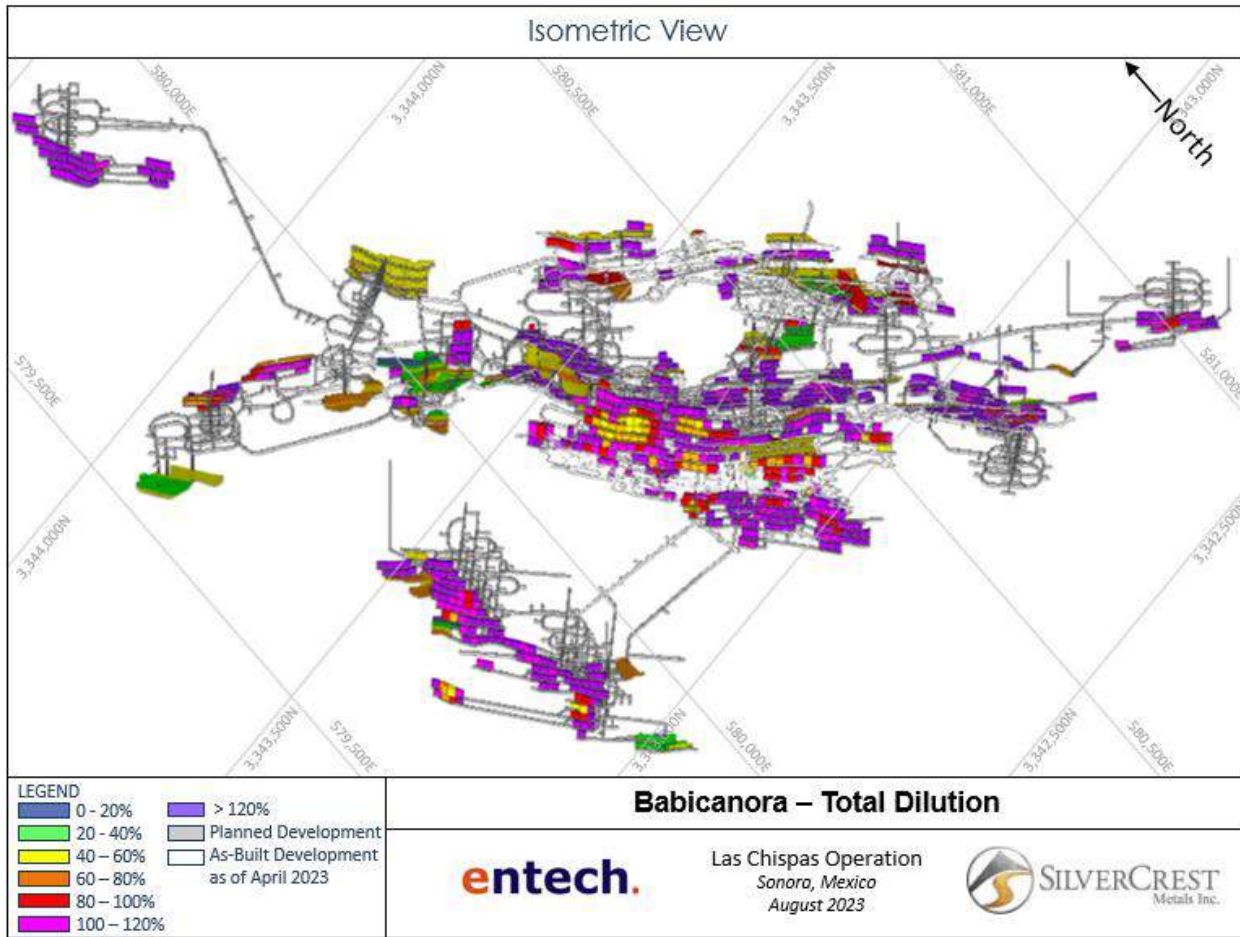 Isometric View
580,000E
3,344,000N
580,500E
3,343,500N
581,000E
3,343,000N
North
579,500E
581,000E
3,344,000N
3,342,500N
3,343,500N
579,500E
580,000E
3,342,500N
580,500E
LEGEND
0 - 20%
20 - 40%
40 – 60%
60 – 80%
80 – 100%
100 – 120%
> 120%
Planned Development
As-Built Development
as of April 2023
Babicanora – Total Dilution
entech.
Las Chispas Operation
Sonora, Mexico
August 2023
SILVERCREST
Metals Inc.